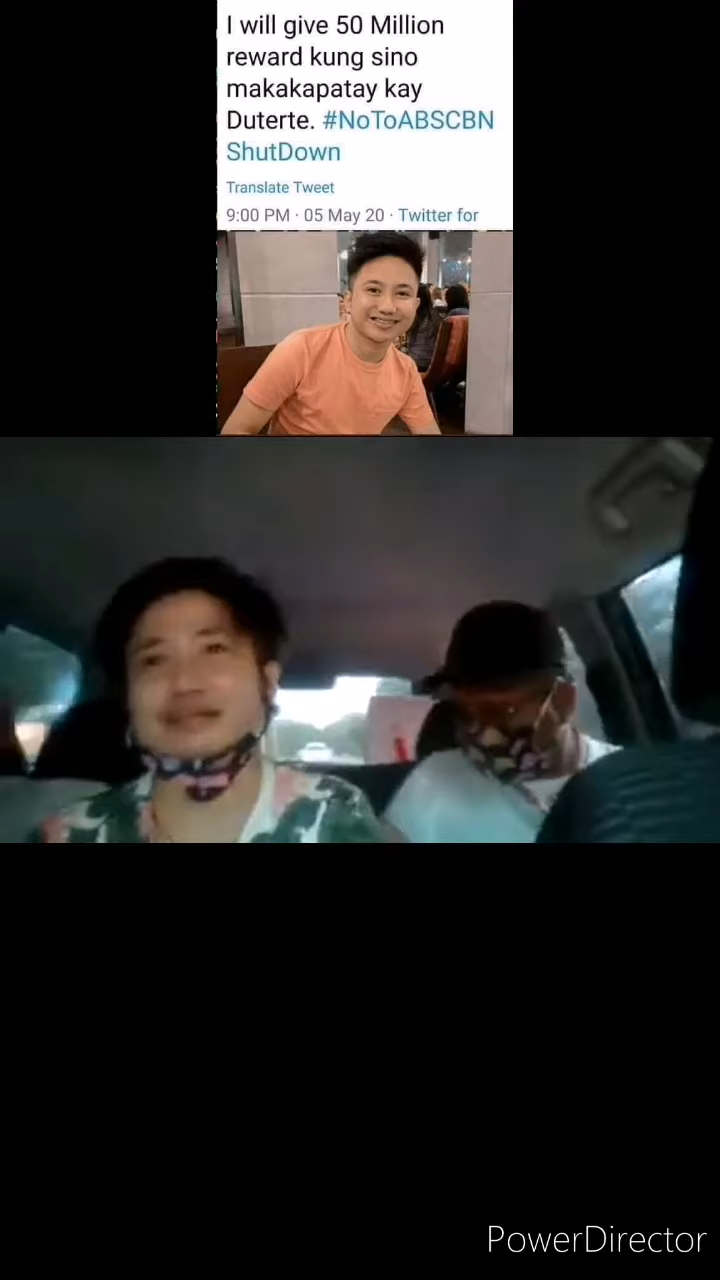 I will give 50 Million
reward kung sino
makakapatay kay
Duterte. #NoToABSCBN
ShutDown
Translate Tweet
9:00 PM · 05 May 20 · Twitter for
PowerDirector